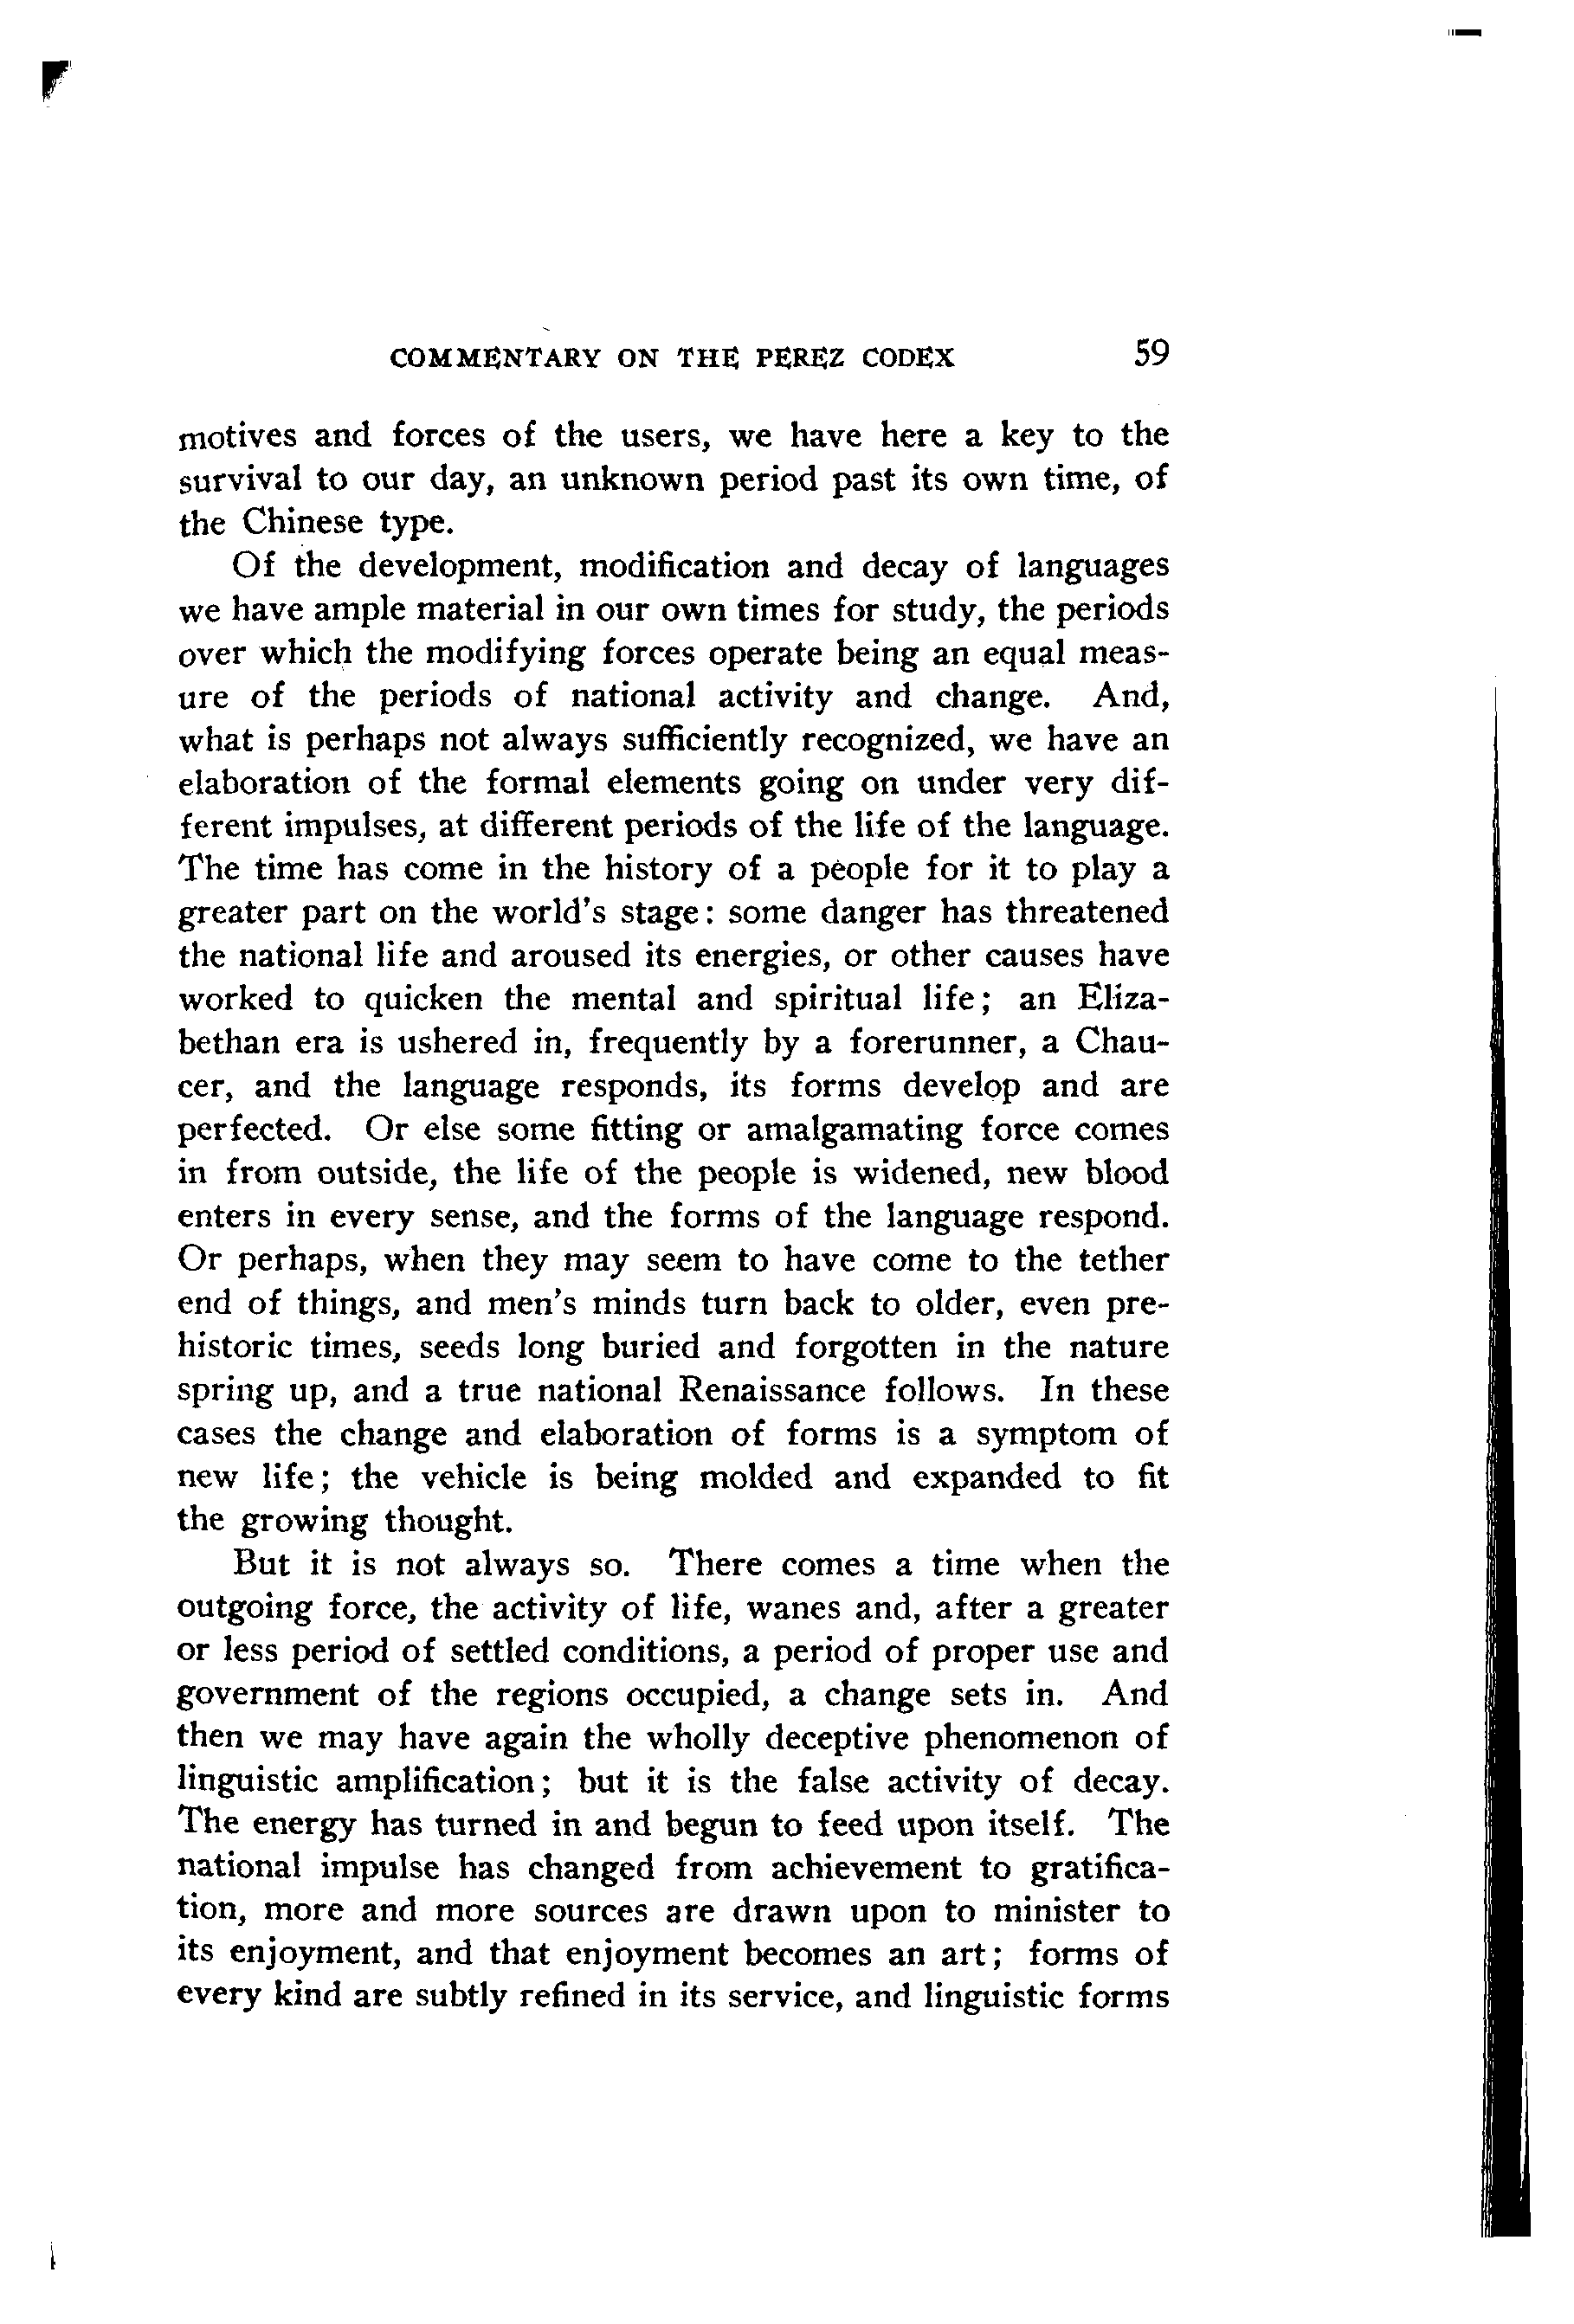 COMMENTARY ON THE PEREZ CODEX 59
motives and forces of the users, we have here a key to the
survival to our day, an unknown period past its own time, of
the Chinese type.
Of the development, modification and decay of languages
we have ample material in our own times for study, the periods
over which the modifying forces operate being an equal meas-
ure of the periods of national activity and change. And,
what is perhaps not always sufficiently recognized, we have an
elaboration of the formal elements going on under very dif-
ferent impulses, at different periods of the life of the language.
The time has come in the history of a people for it to play a
greater part on the world's stage: some danger has threatened
the national life and aroused its energies, or other causes have
worked to quicken the mental and spiritual life; an Eliza-
bethan era is ushered in, frequently by a forerunner, a Chau-
cer, and the language responds, its forms develop and are
perfected. Or else some fitting or amalgamating force comes
in from outside, the life of the people is widened, new blood
enters in every sense, and the forms of the language respond.
Or perhaps, when they may seem to have come to the tether
end of things, and men's minds turn back to older, even pre-
historic times, seeds long buried and forgotten in the nature
spring up, and a true national Renaissance follows. In these
cases the change and elaboration of forms is a symptom of
new life; the vehicle is being molded and expanded to fit
the growing thought.
But it is not always so. There comes a time when the
outgoing force, the activity of life, wanes and, after a greater
or less period of settled conditions, a period of proper use and
government of the regions occupied, a change sets in. And
then we may have again the wholly deceptive phenomenon of
linguistic amplification; but it is the false activity of decay.
The energy has turned in and begun to feed upon itself. The
national impulse has changed from achievement to gratifica-
tion, more and more sources are drawn upon to minister to
its enjoyment, and that enjoyment becomes an art; forms of
every kind are subtly refined in its service, and linguistic forms